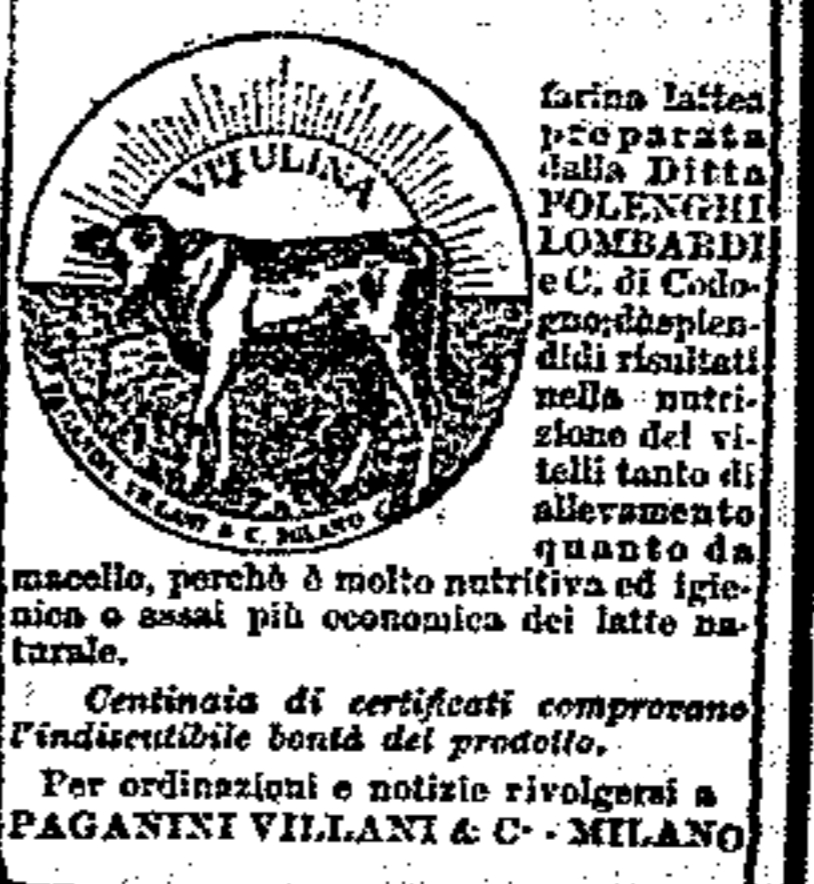 VITULINA
PAGANINI VILLANI & C. MILANO
farina lattea
preparata
dalla Ditta
POLENGHI
LOMBARDI
e C. di Codo-
gno, dà splen-
didi risultati
nella nutri-
zione dei vi-
telli tanto di
allevamento
quanto da
macello, perchè è molto nutritiva ed igie-
nica e assai più economica del latte na-
turale.
Centinaia di certificati comprovano
l'indiscutibile bontà del prodotto.
Per ordinazioni e notizie rivolgersi a
PAGANINI VILLANI & C. - MILANO